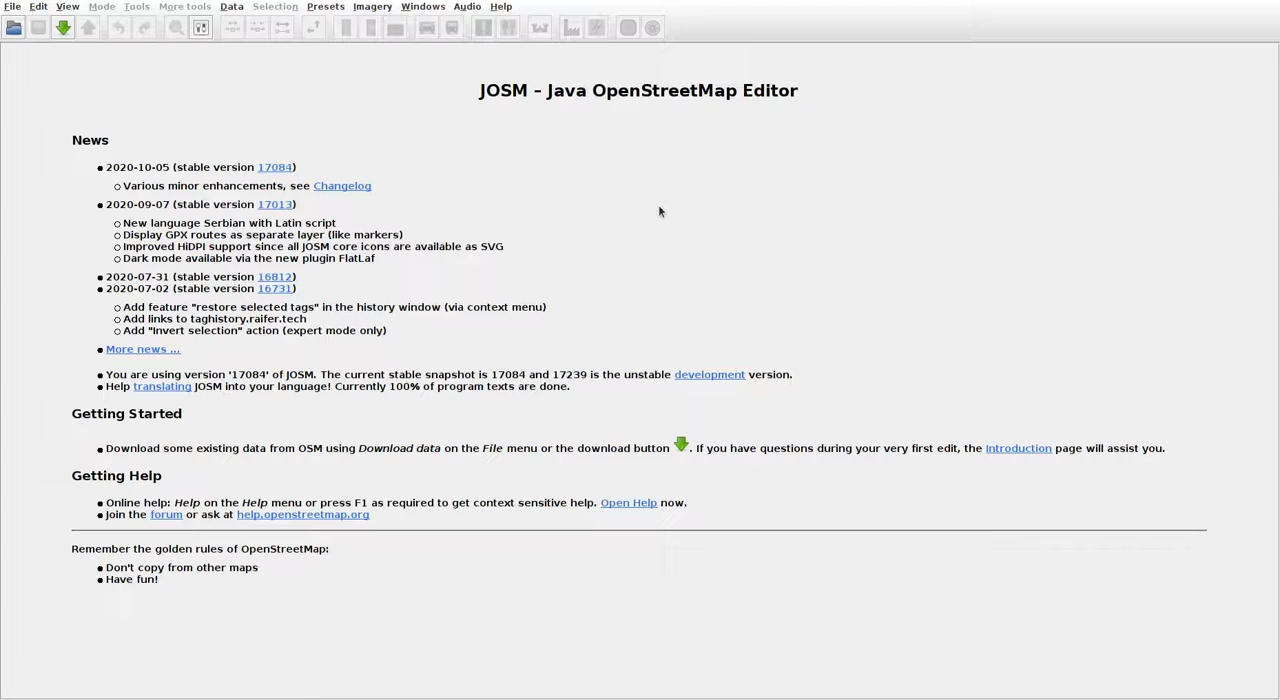 File Edit View Mode Tools More tools Data Selection Presets Imagery Windows Audio Help
JOSM – Java OpenStreetMap Editor
News
2020-10-05 (stable version 17084)
Various minor enhancements, see Changelog
2020-09-07 (stable version 17013)
New language Serbian with Latin script
Display GPX routes as separate layer (like markers)
Improved HiDPI support since all JOSM core icons are available as SVG
Dark mode available via the new plugin FlatLaf
2020-07-31 (stable version 16812)
2020-07-02 (stable version 16731)
Add feature "restore selected tags" in the history window (via context menu)
Add links to taghistory.raifer.tech
Add "Invert selection" action (expert mode only)
More news ...
You are using version '17084' of JOSM. The current stable snapshot is 17084 and 17239 is the unstable development version.
Help translating JOSM into your language! Currently 100% of program texts are done.
Getting Started
Download some existing data from OSM using Download data on the File menu or the download button . If you have questions during your very first edit, the Introduction page will assist you.
Getting Help
Online help: Help on the Help menu or press F1 as required to get context sensitive help. Open Help now.
Join the forum or ask at help.openstreetmap.org
Remember the golden rules of OpenStreetMap:
Don't copy from other maps
Have fun!